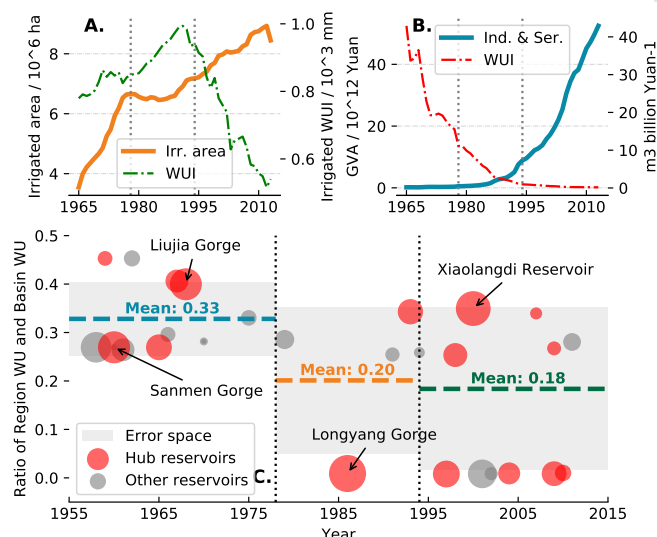 A.
Irrigated area / 10^6 ha
8
6
4
Irrigated WUI / 10^3 mm
1.0
0.8
0.6
Irr. area
WUI
1965
1980
1995
2010
B.
GVA / 10^12 Yuan
40
20
0
m3 billion Yuan-1
40
30
20
10
0
Ind. & Ser.
WUI
1965
1980
1995
2010
Ratio of Region WU and Basin WU
0.5
0.4
0.3
0.2
0.1
0.0
Liujia Gorge
Xiaolangdi Reservoir
Mean: 0.33
Mean: 0.20
Mean: 0.18
Sanmen Gorge
Longyang Gorge
Error space
Hub reservoirs
Other reservoirs
C.
1955
1965
1975
1985
1995
2005
2015
Year